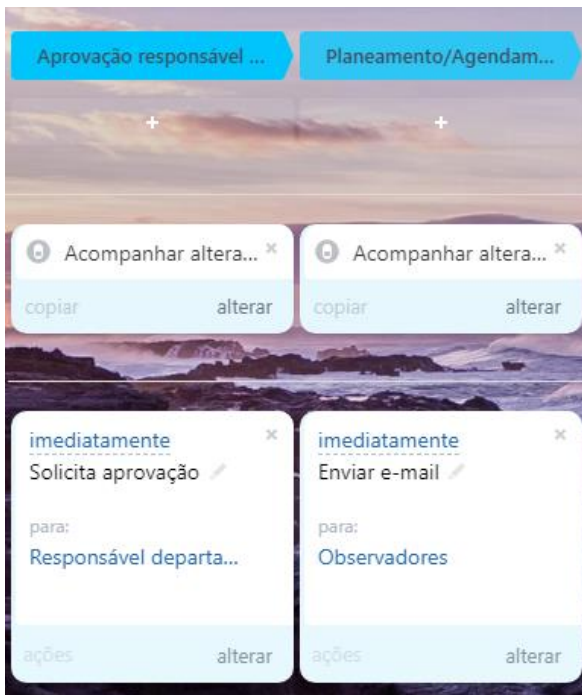 Aprovação responsável ...
Planeamento/Agendam...
+
+
Acompanhar altera... ×
copiar alterar
Acompanhar altera... ×
copiar alterar
imediatamente ×
Solicita aprovação
para:
Responsável departa...
ações alterar
imediatamente ×
Enviar e-mail
para:
Observadores
ações alterar